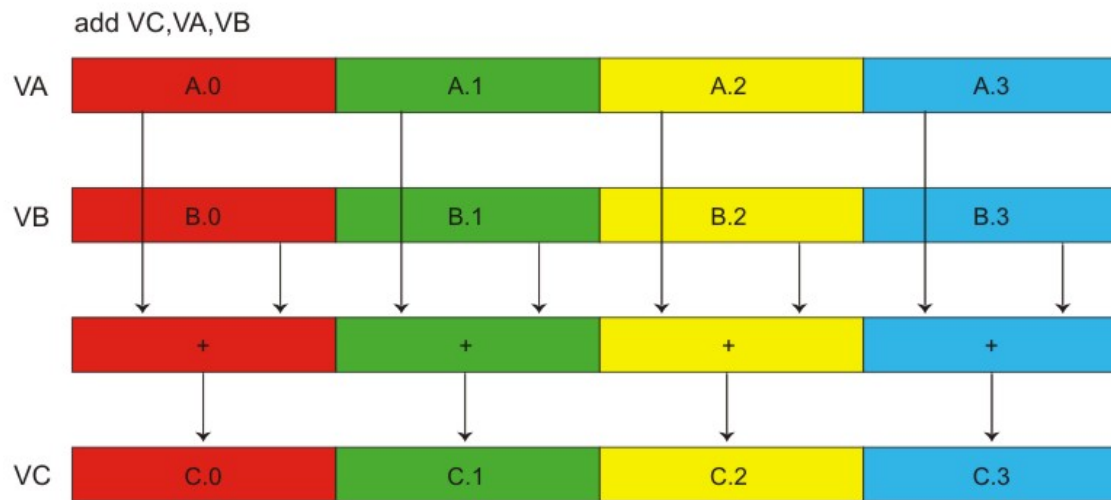 add VC,VA,VB
VA A.0 A.1 A.2 A.3
VB B.0 B.1 B.2 B.3
+ + + +
VC C.0 C.1 C.2 C.3